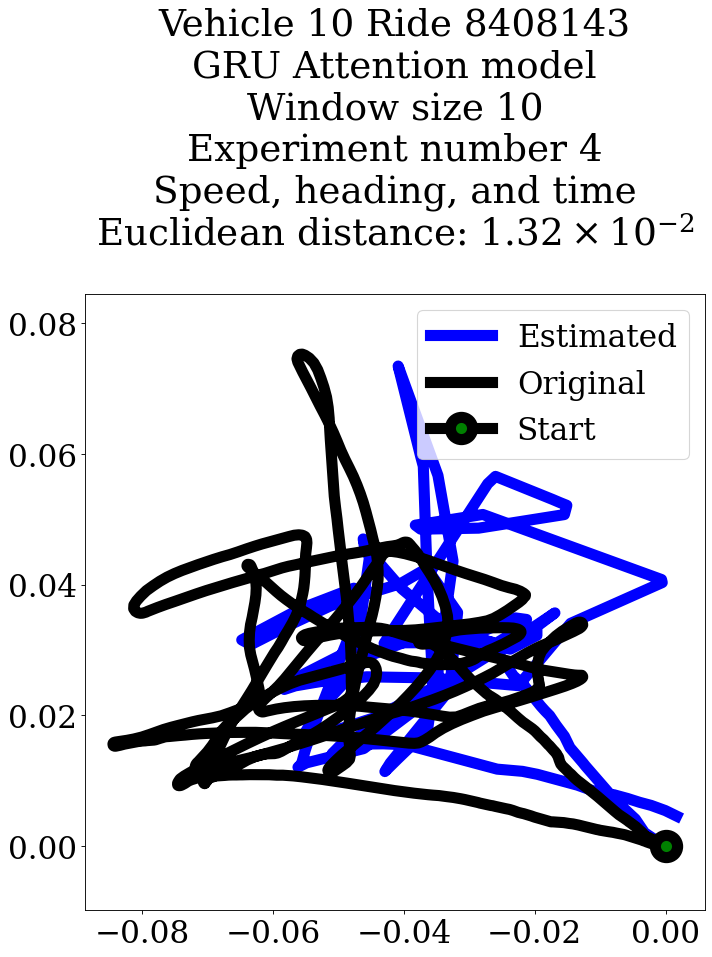 Vehicle 10 Ride 8408143
GRU Attention model
Window size 10
Experiment number 4
Speed, heading, and time
Euclidean distance: 1.32 × 10⁻²
Estimated
Original
Start
0.08
0.06
0.04
0.02
0.00
−0.08 −0.06 −0.04 −0.02 0.00